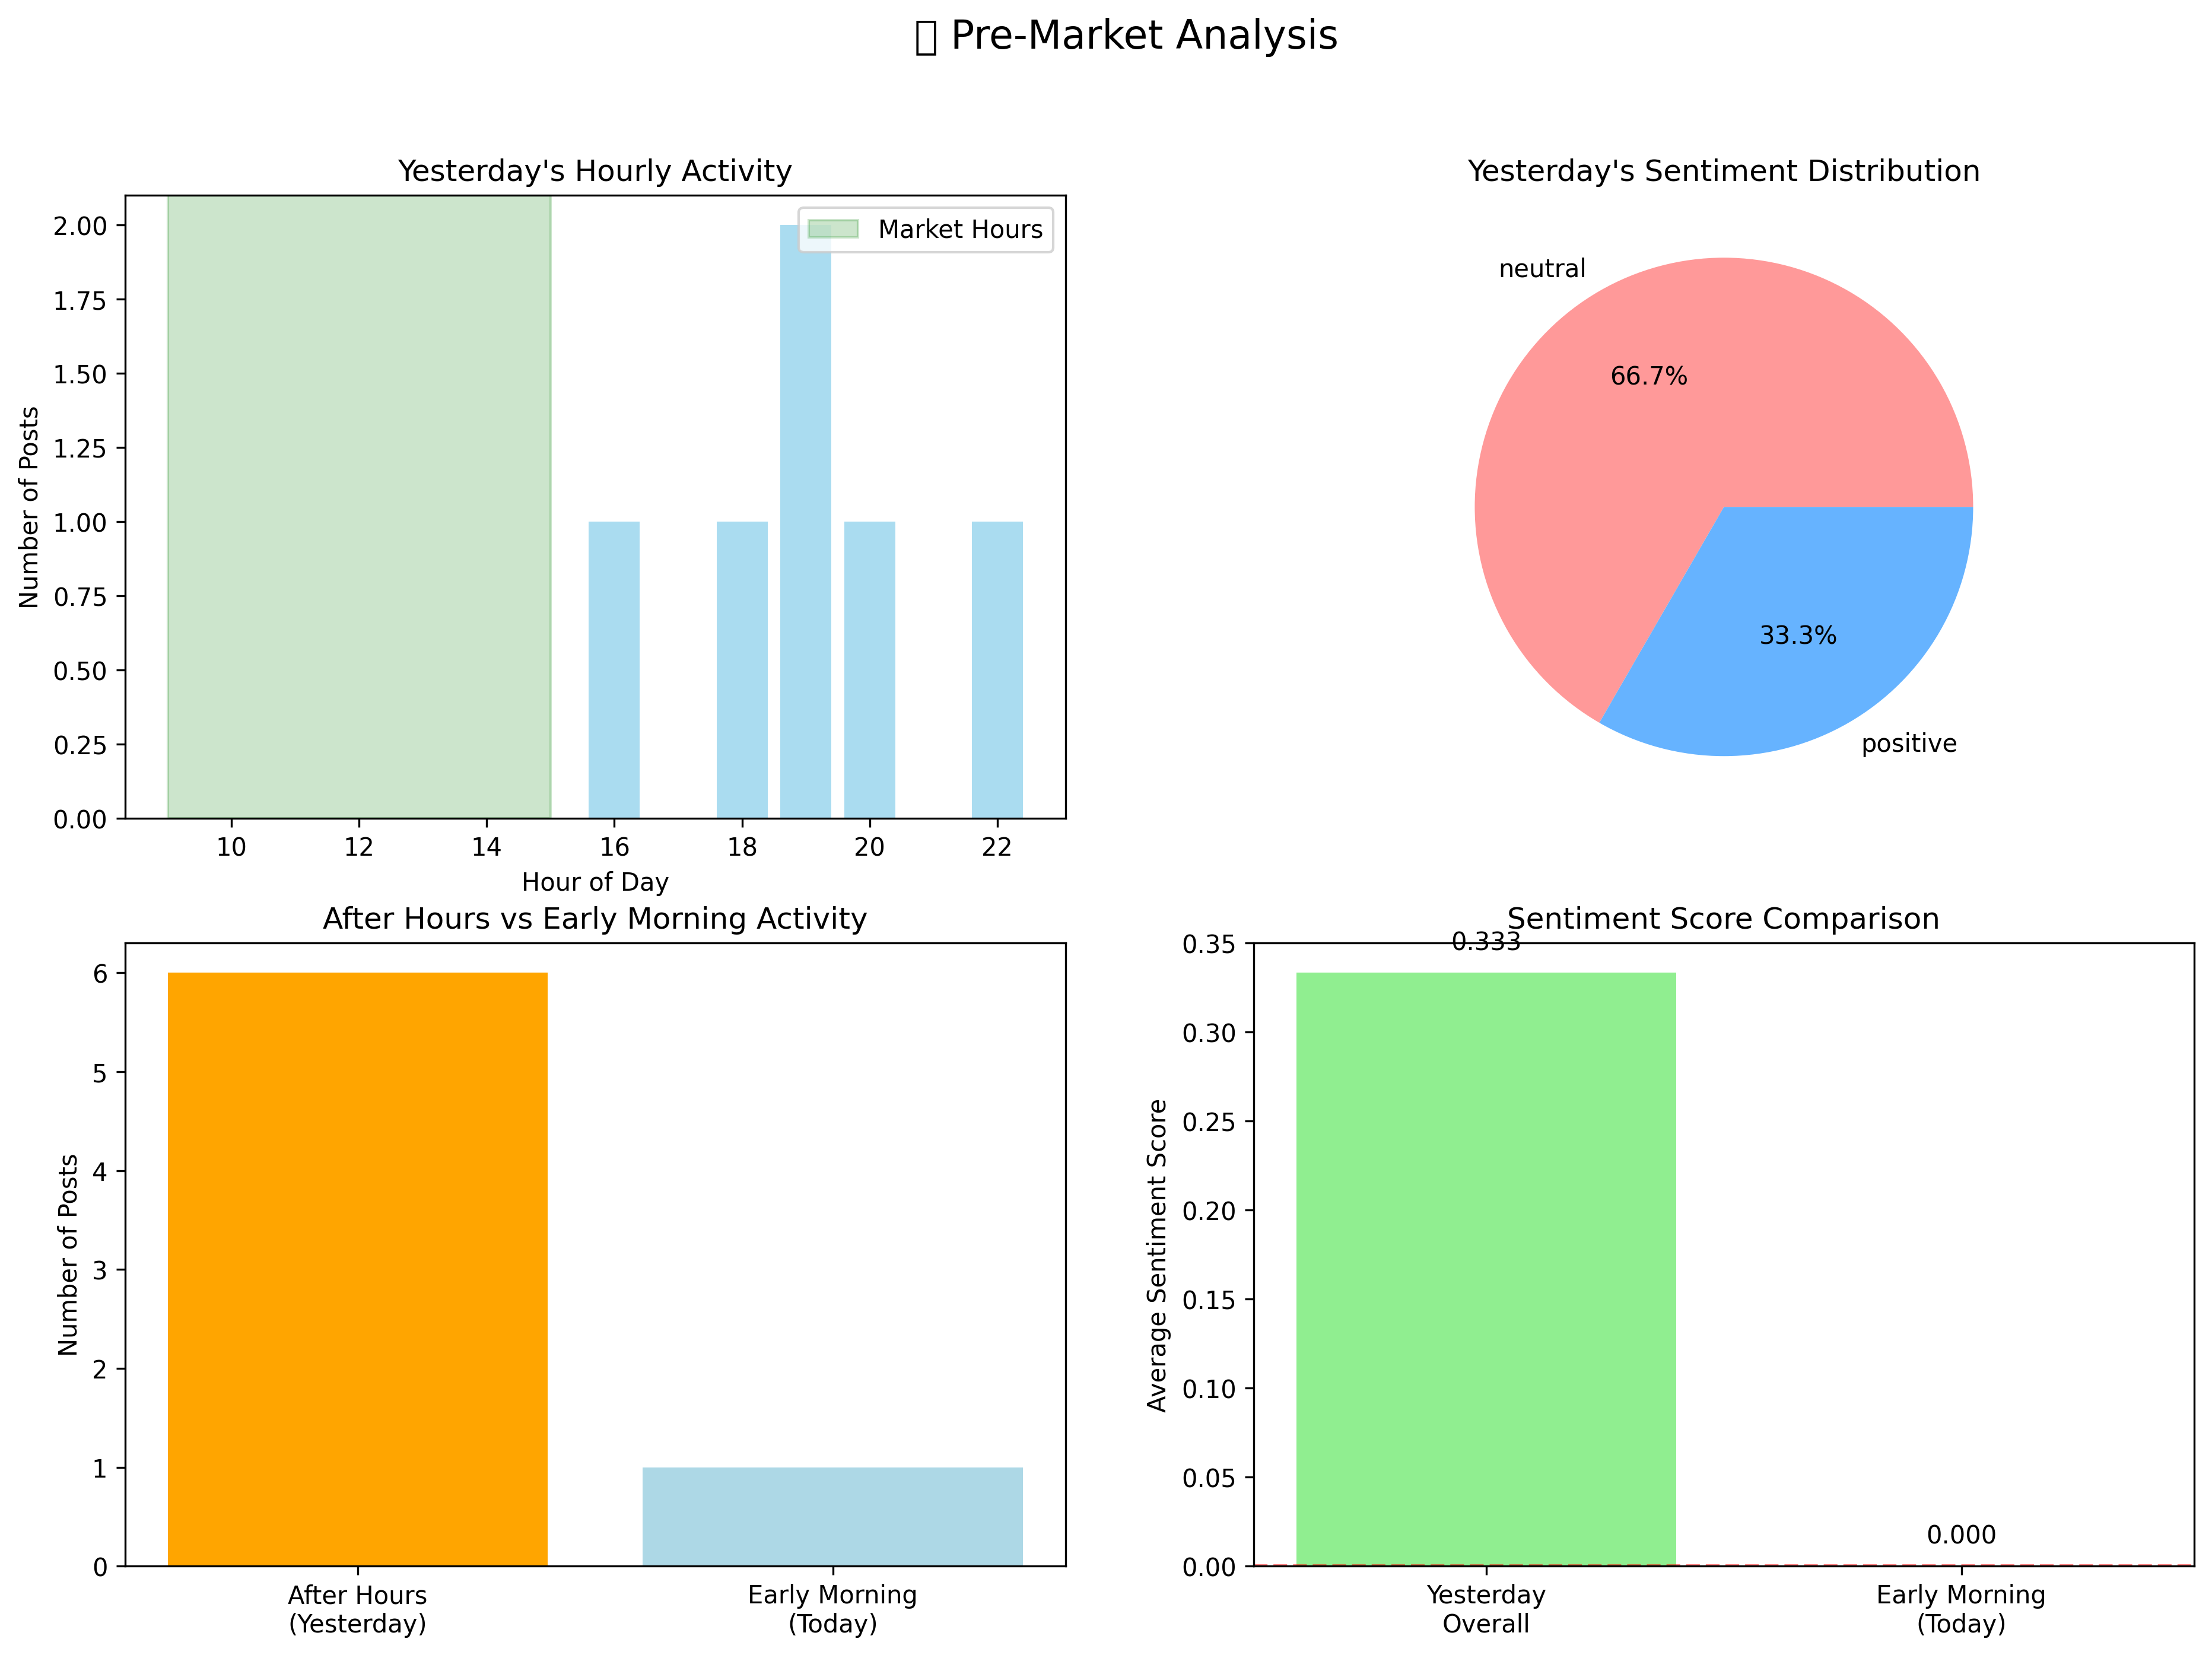 ▯ Pre-Market Analysis
Yesterday's Hourly Activity
Market Hours
2.00
1.75
1.50
1.25
1.00
0.75
0.50
0.25
0.00
Number of Posts
10 12 14 16 18 20 22
Hour of Day
Yesterday's Sentiment Distribution
neutral
66.7%
33.3%
positive
After Hours vs Early Morning Activity
6
5
4
3
2
1
0
Number of Posts
After Hours
(Yesterday)
Early Morning
(Today)
Sentiment Score Comparison
0.333
0.35
0.30
0.25
0.20
0.15
0.10
0.05
0.00
Average Sentiment Score
0.000
Yesterday
Overall
Early Morning
(Today)